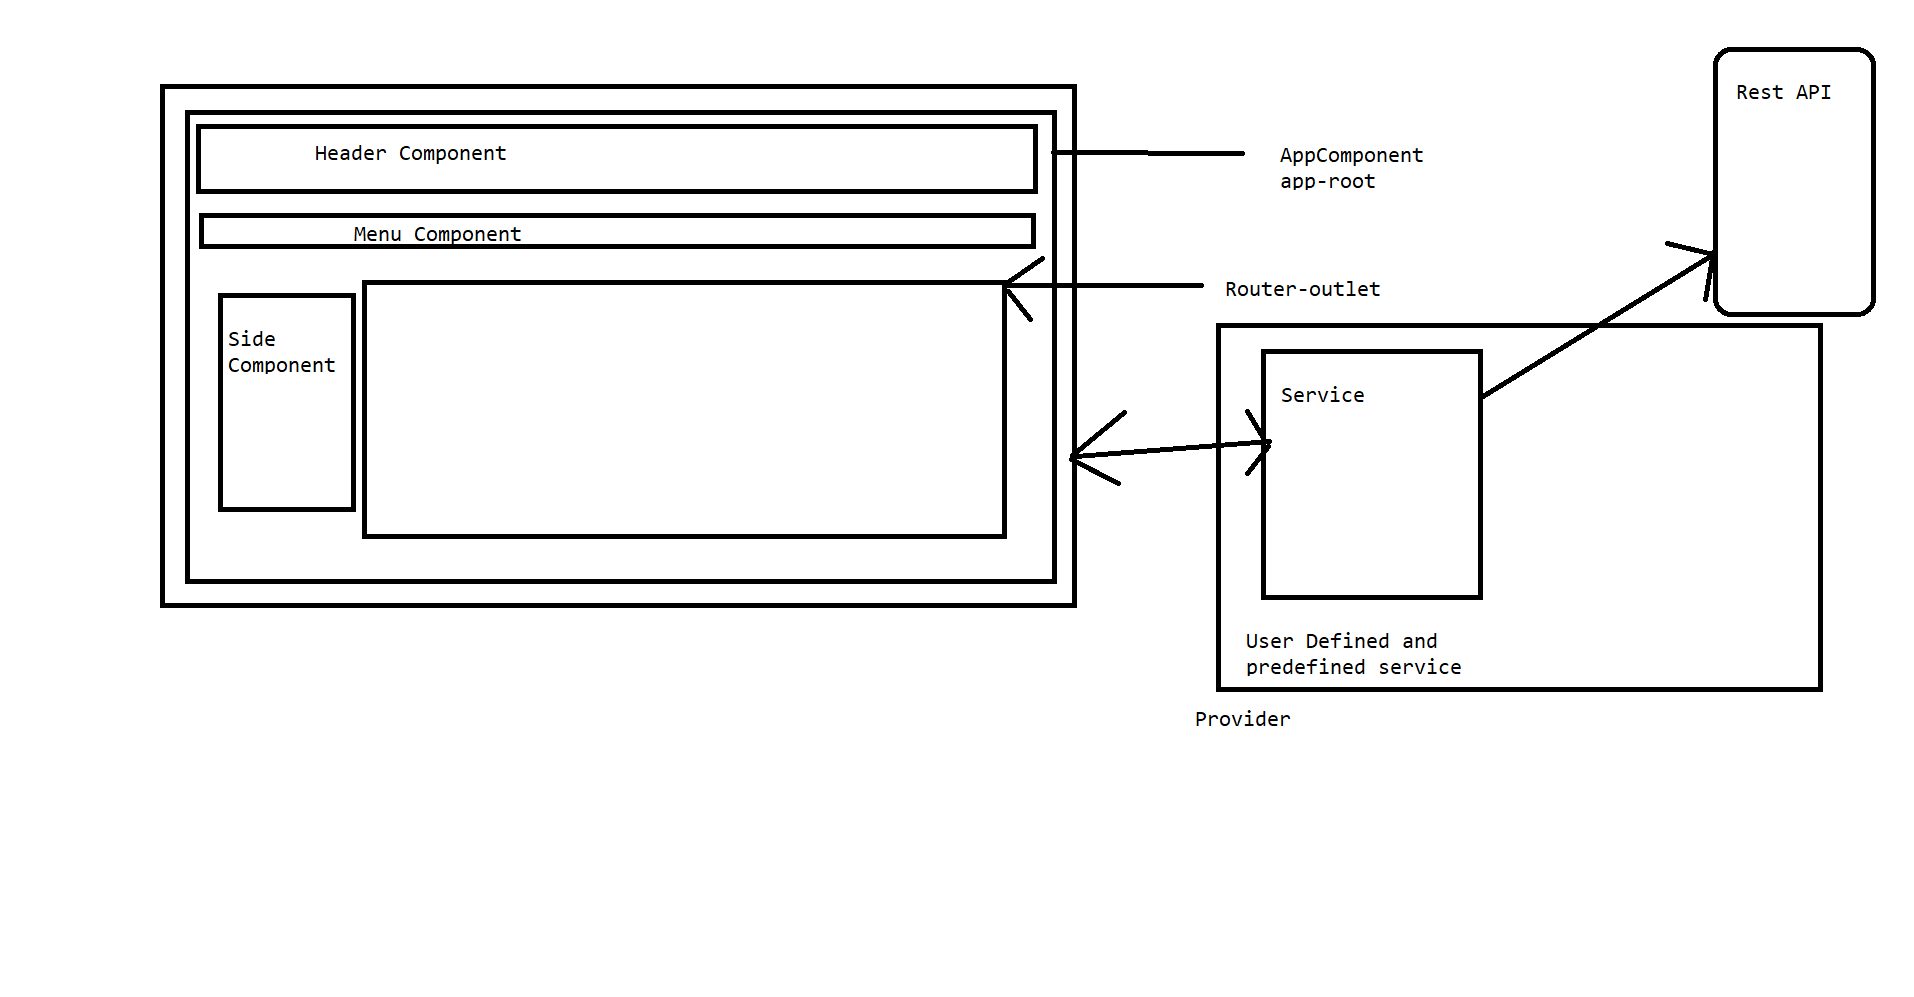 Rest API
Header Component
AppComponent
app-root
Menu Component
Router-outlet
Side
Component
Service
User Defined and
predefined service
Provider